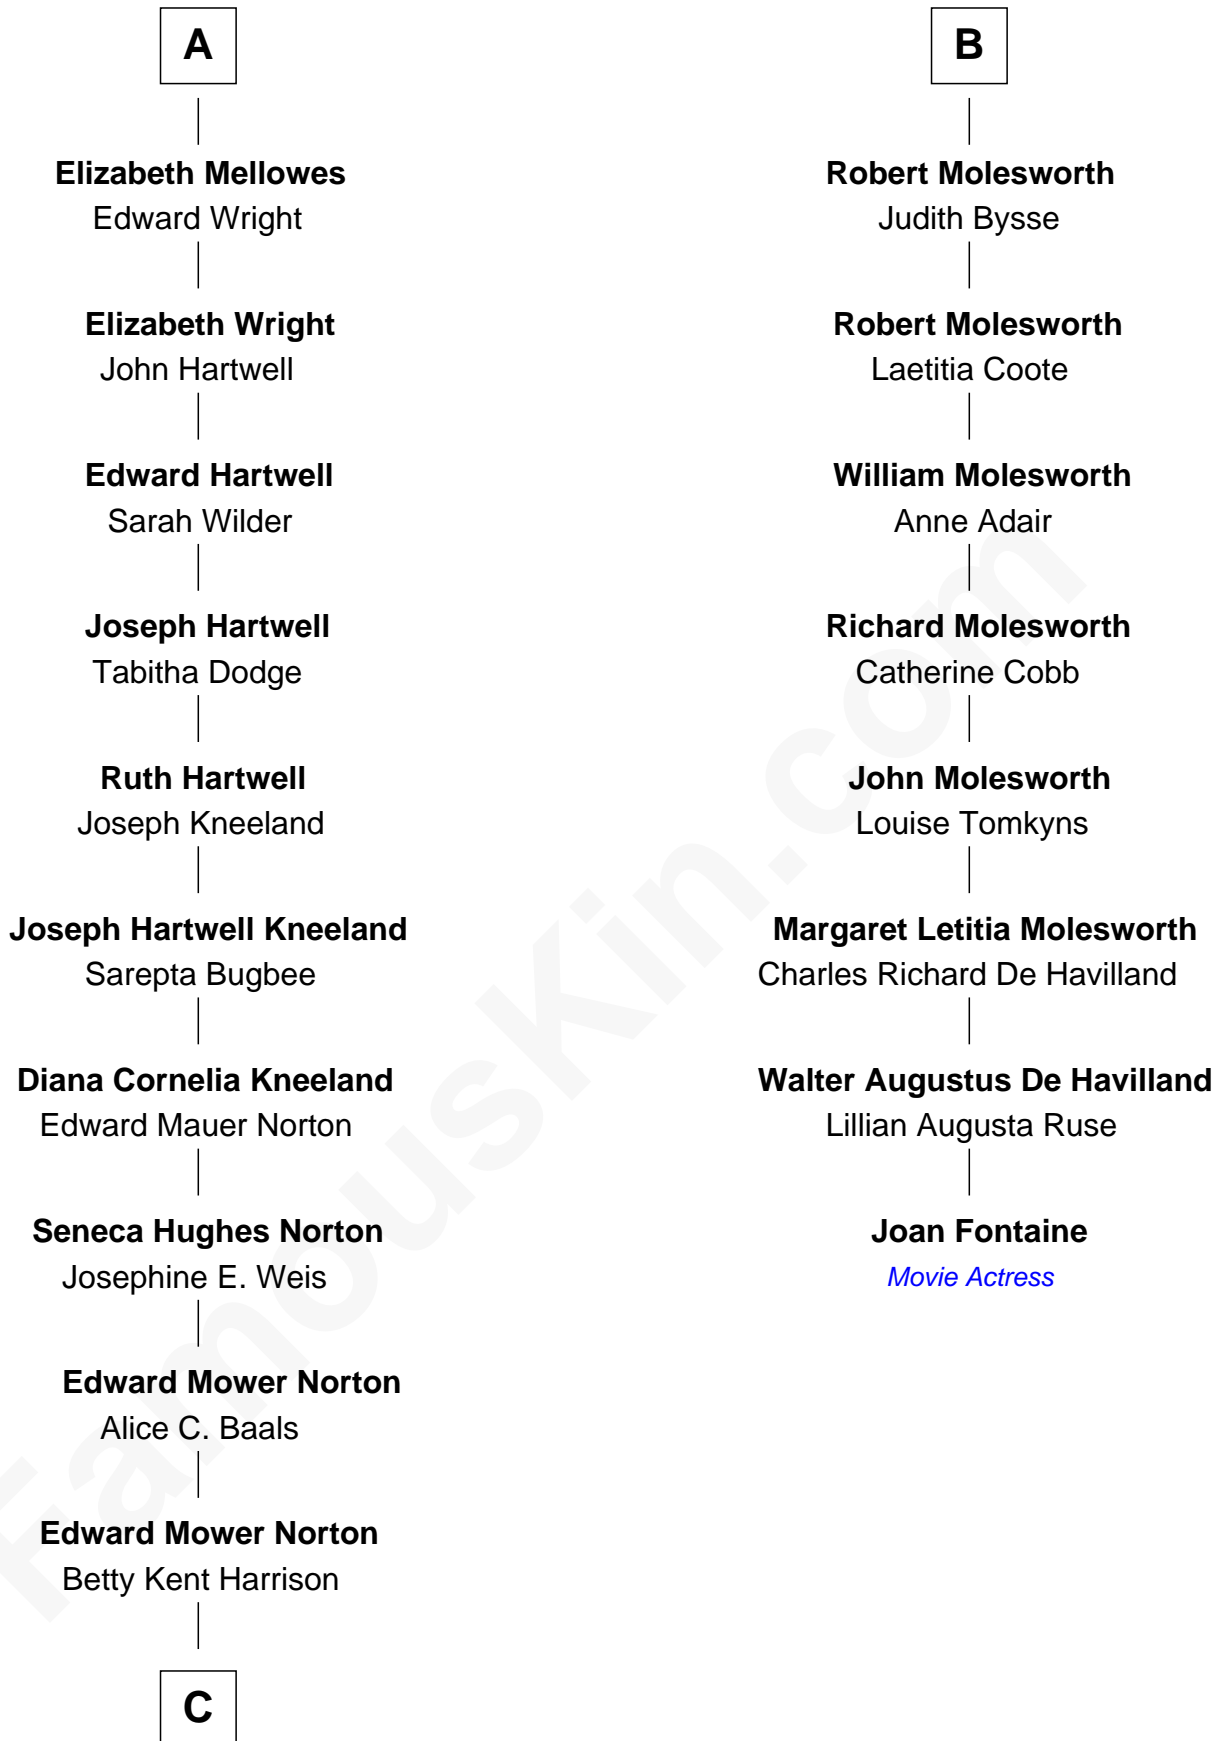 A
Elizabeth Mellowes
Edward Wright
Elizabeth Wright
John Hartwell
Edward Hartwell
Sarah Wilder
Joseph Hartwell
Tabitha Dodge
Ruth Hartwell
Joseph Kneeland
Joseph Hartwell Kneeland
Sarepta Bugbee
Diana Cornelia Kneeland
Edward Mauer Norton
Seneca Hughes Norton
Josephine E. Weis
Edward Mower Norton
Alice C. Baals
Edward Mower Norton
Betty Kent Harrison
C
B
Robert Molesworth
Judith Bysse
Robert Molesworth
Laetitia Coote
William Molesworth
Anne Adair
Richard Molesworth
Catherine Cobb
John Molesworth
Louise Tomkyns
Margaret Letitia Molesworth
Charles Richard De Havilland
Walter Augustus De Havilland
Lillian Augusta Ruse
Joan Fontaine
Movie Actress
FamousKin.com